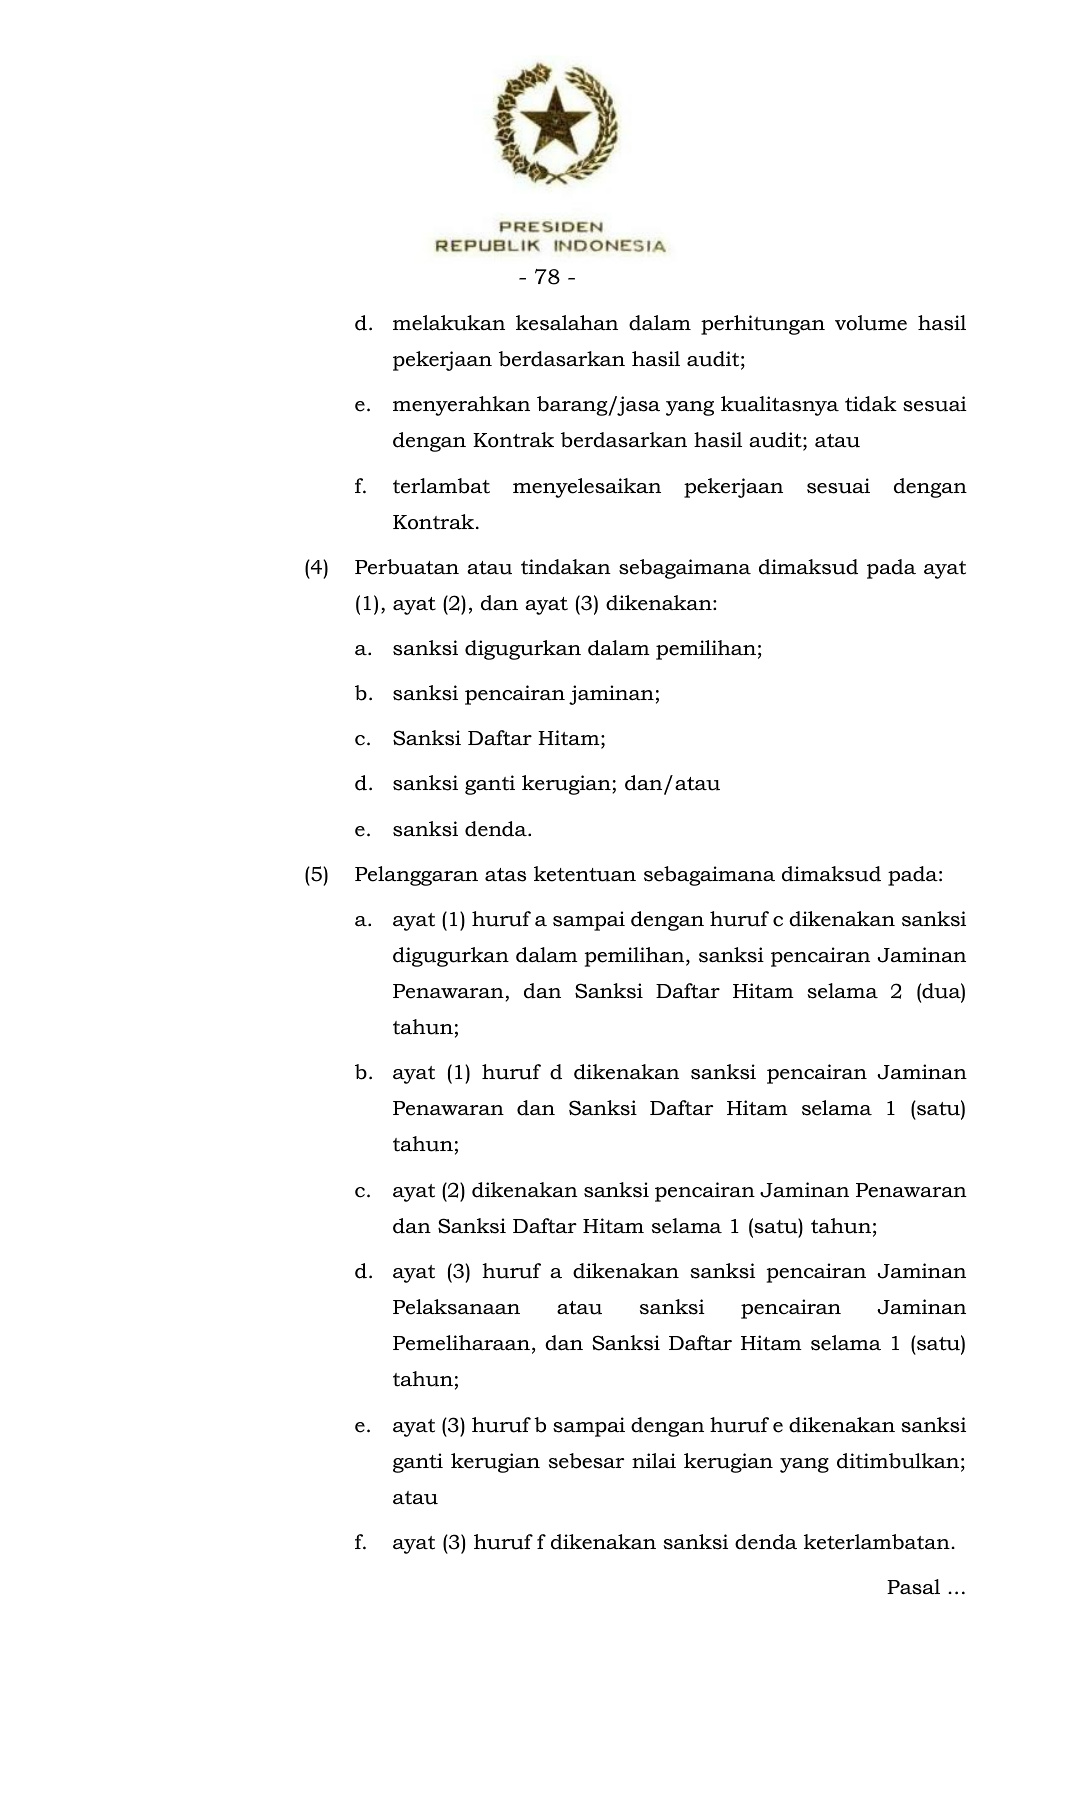 PRESIDEN
REPUBLIK INDONESIA
- 78 -
d. melakukan kesalahan dalam perhitungan volume hasil
pekerjaan berdasarkan hasil audit;
e. menyerahkan barang/jasa yang kualitasnya tidak sesuai
dengan Kontrak berdasarkan hasil audit; atau
f. terlambat menyelesaikan pekerjaan sesuai dengan
Kontrak.
(4) Perbuatan atau tindakan sebagaimana dimaksud pada ayat
(1), ayat (2), dan ayat (3) dikenakan:
a. sanksi digugurkan dalam pemilihan;
b. sanksi pencairan jaminan;
c. Sanksi Daftar Hitam;
d. sanksi ganti kerugian; dan/atau
e. sanksi denda.
(5) Pelanggaran atas ketentuan sebagaimana dimaksud pada:
a. ayat (1) huruf a sampai dengan huruf c dikenakan sanksi
digugurkan dalam pemilihan, sanksi pencairan Jaminan
Penawaran, dan Sanksi Daftar Hitam selama 2 (dua)
tahun;
b. ayat (1) huruf d dikenakan sanksi pencairan Jaminan
Penawaran dan Sanksi Daftar Hitam selama 1 (satu)
tahun;
c. ayat (2) dikenakan sanksi pencairan Jaminan Penawaran
dan Sanksi Daftar Hitam selama 1 (satu) tahun;
d. ayat (3) huruf a dikenakan sanksi pencairan Jaminan
Pelaksanaan atau sanksi pencairan Jaminan
Pemeliharaan, dan Sanksi Daftar Hitam selama 1 (satu)
tahun;
e. ayat (3) huruf b sampai dengan huruf e dikenakan sanksi
ganti kerugian sebesar nilai kerugian yang ditimbulkan;
atau
f. ayat (3) huruf f dikenakan sanksi denda keterlambatan.
Pasal ...